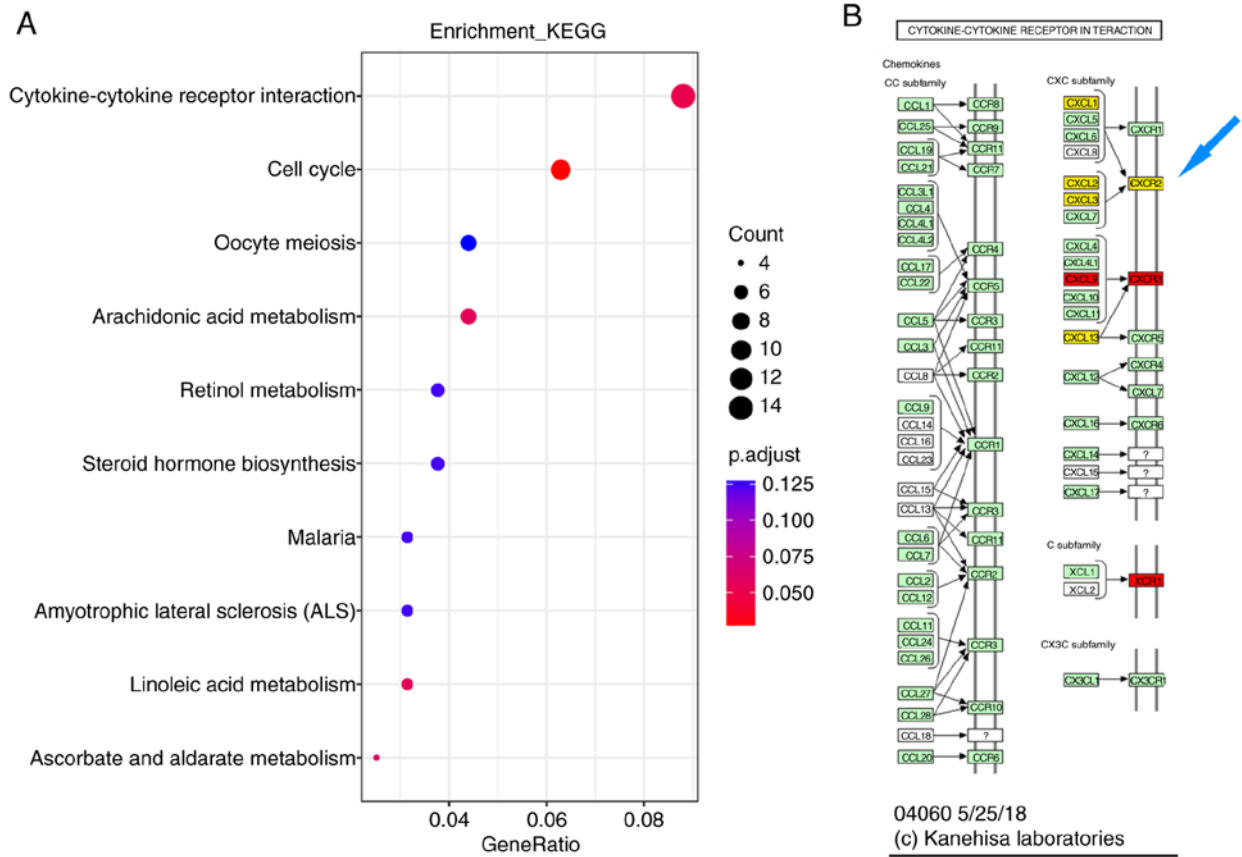 A
Enrichment_KEGG
Cytokine-cytokine receptor interaction
Cell cycle
Oocyte meiosis
Arachidonic acid metabolism
Retinol metabolism
Steroid hormone biosynthesis
Malaria
Amyotrophic lateral sclerosis (ALS)
Linoleic acid metabolism
Ascorbate and aldarate metabolism
0.04 0.06 0.08
GeneRatio
Count
4
6
8
10
12
14
p.adjust
0.125
0.100
0.075
0.050
B
CYTOKINE-CYTOKINE RECEPTOR IN TERACTION
Chemokines
CC subfamily
CCL1
CCR8
CCL25
CCR9
CCR11
CCL19
CCL21
CCR7
CCL3L1
CCL4
CCL4L1
CCL4L2
CCR4
CCL17
CCL22
CCR5
CCL5
CCR3
CCL3
CCR11
CCL8
CCR2
CCL9
CCL14
CCL16
CCL23
CCR1
CCL15
CCL13
CCR3
CCR11
CCL6
CCL7
CCR2
CCL2
CCL12
CCL11
CCL24
CCL26
CCR3
CCL27
CCL28
CCR10
CCL18
?
CCL20
CCR6
CXC subfamily
CXCL1
CXCL5
CXCL6
CXCL8
CXCR1
CXCR2
CXCL2
CXCL3
CXCL7
CXCL4
CXCL4L1
CXCL9
CXCL10
CXCL11
CXCR3
CXCL13
CXCR5
CXCR4
CXCL12
CXCL7
CXCL16
CXCR6
CXCL14
?
CXCL15
?
CXCL17
?
C subfamily
XCL1
XCL2
XCR1
CX3C subfamily
CX3CL1
CX3CR1
04060 5/25/18
(c) Kanehisa laboratories